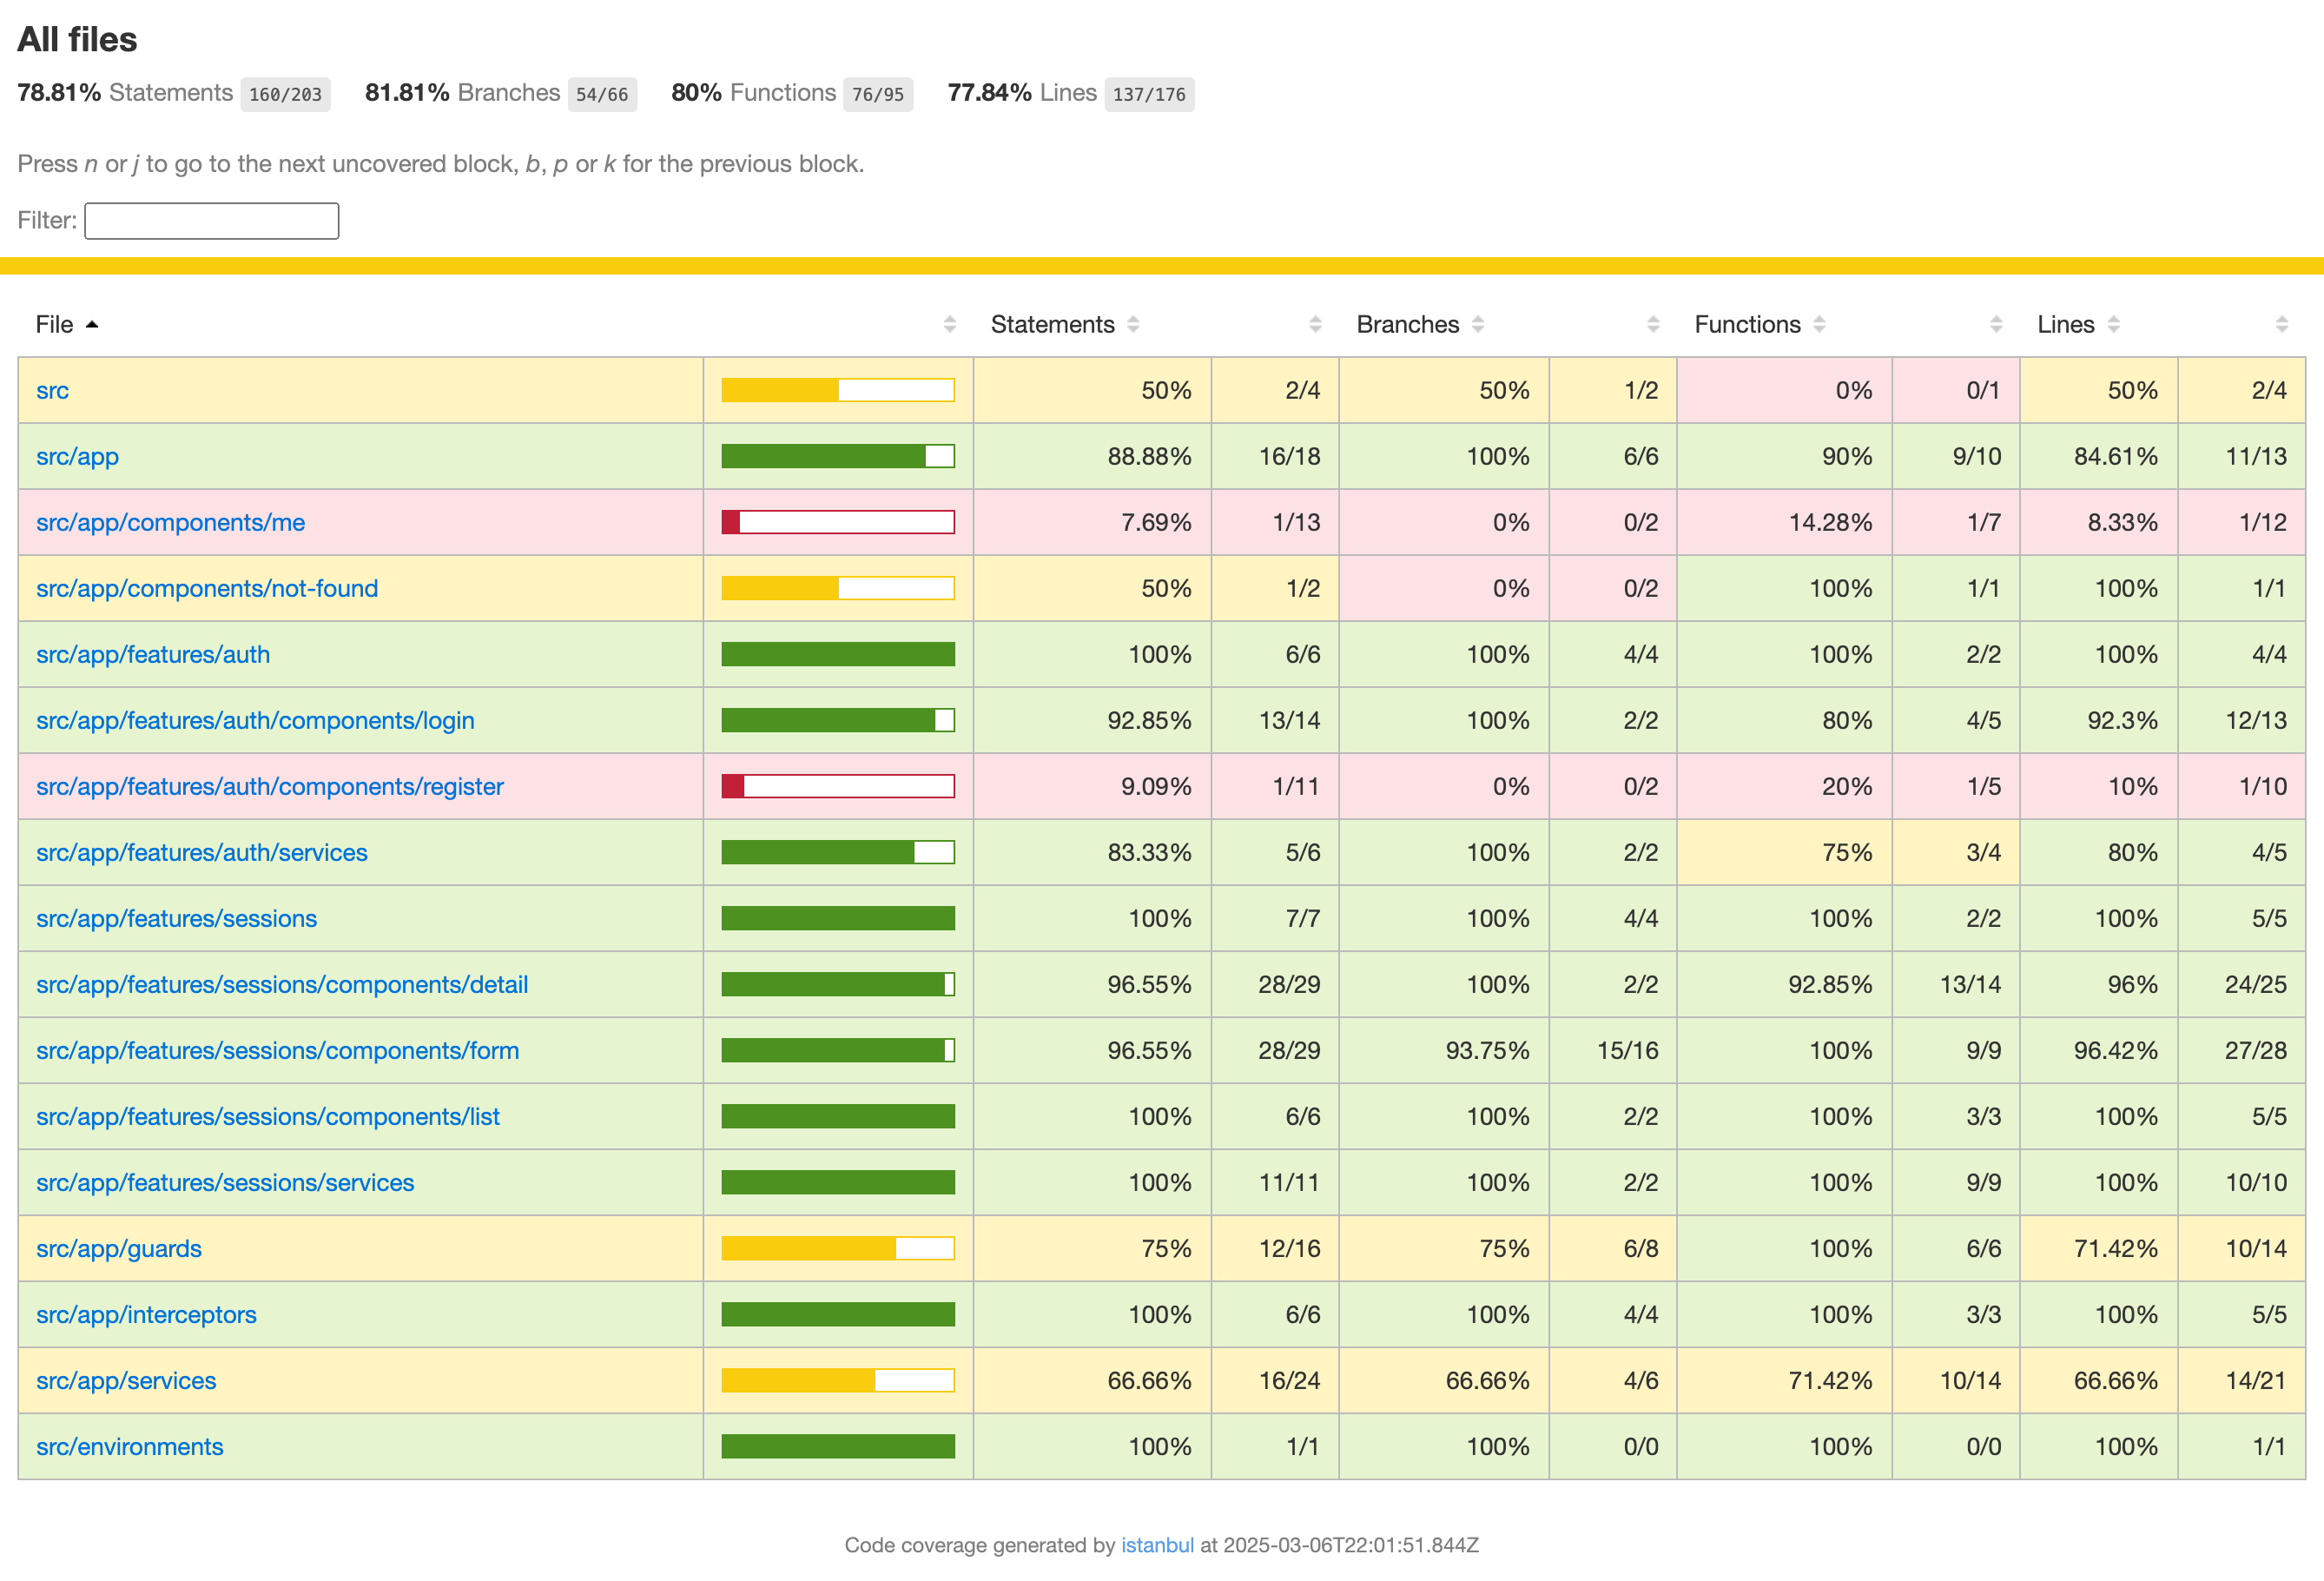 All files
78.81% Statements 160/203 81.81% Branches 54/66 80% Functions 76/95 77.84% Lines 137/176
Press n or j to go to the next uncovered block, b, p or k for the previous block.
Filter:
File Statements Branches Functions Lines
src 50% 2/4 50% 1/2 0% 0/1 50% 2/4
src/app 88.88% 16/18 100% 6/6 90% 9/10 84.61% 11/13
src/app/components/me 7.69% 1/13 0% 0/2 14.28% 1/7 8.33% 1/12
src/app/components/not-found 50% 1/2 0% 0/2 100% 1/1 100% 1/1
src/app/features/auth 100% 6/6 100% 4/4 100% 2/2 100% 4/4
src/app/features/auth/components/login 92.85% 13/14 100% 2/2 80% 4/5 92.3% 12/13
src/app/features/auth/components/register 9.09% 1/11 0% 0/2 20% 1/5 10% 1/10
src/app/features/auth/services 83.33% 5/6 100% 2/2 75% 3/4 80% 4/5
src/app/features/sessions 100% 7/7 100% 4/4 100% 2/2 100% 5/5
src/app/features/sessions/components/detail 96.55% 28/29 100% 2/2 92.85% 13/14 96% 24/25
src/app/features/sessions/components/form 96.55% 28/29 93.75% 15/16 100% 9/9 96.42% 27/28
src/app/features/sessions/components/list 100% 6/6 100% 2/2 100% 3/3 100% 5/5
src/app/features/sessions/services 100% 11/11 100% 2/2 100% 9/9 100% 10/10
src/app/guards 75% 12/16 75% 6/8 100% 6/6 71.42% 10/14
src/app/interceptors 100% 6/6 100% 4/4 100% 3/3 100% 5/5
src/app/services 66.66% 16/24 66.66% 4/6 71.42% 10/14 66.66% 14/21
src/environments 100% 1/1 100% 0/0 100% 0/0 100% 1/1
Code coverage generated by istanbul at 2025-03-06T22:01:51.844Z